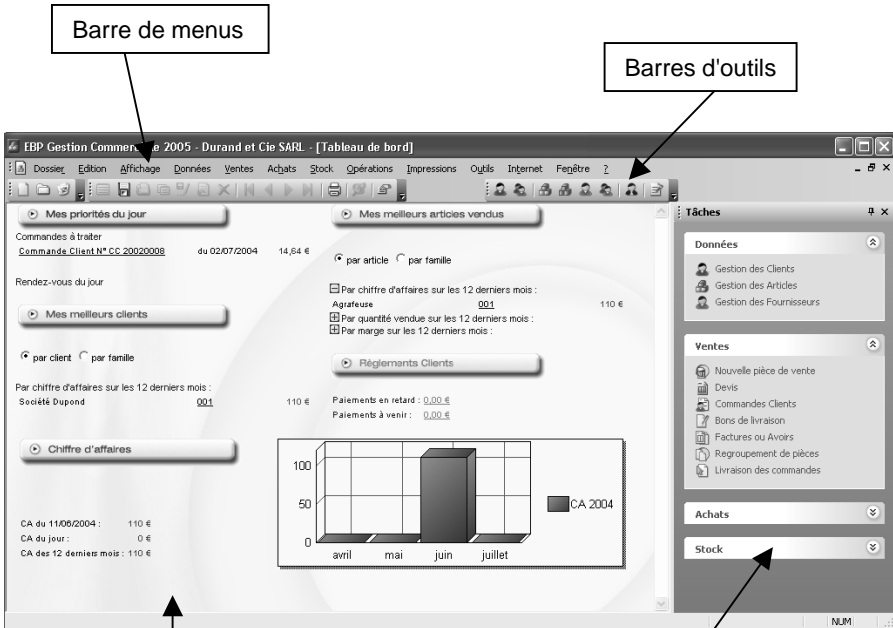 Barre de menus
Barres d'outils
EBP Gestion Commerciale 2005 - Durand et Cie SARL - [Tableau de bord]
Dossier Edition Affichage Données Ventes Achats Stock Opérations Impressions Outils Internet Fenêtre ?
Mes priorités du jour
Commandes à traiter
Commande Client N° CC 20020008 du 02/07/2004 14,64 €
Rendez-vous du jour
Mes meilleurs clients
par client par famille
Par chiffre d'affaires sur les 12 derniers mois :
Société Dupond 001 110 €
Chiffre d'affaires
CA du 11/06/2004 : 110 €
CA du jour : 0 €
CA des 12 derniers mois : 110 €
Mes meilleurs articles vendus
par article par famille
Par chiffre d'affaires sur les 12 derniers mois :
Agrafeuse 001 110 €
Par quantité vendue sur les 12 derniers mois :
Par marge sur les 12 derniers mois :
Réglements Clients
Paiements en retard : 0,00 €
Paiements à venir : 0,00 €
100
50
0
avril mai juin juillet
CA 2004
Tâches
Données
Gestion des Clients
Gestion des Articles
Gestion des Fournisseurs
Ventes
Nouvelle pièce de vente
Devis
Commandes Clients
Bons de livraison
Factures ou Avoirs
Regroupement de pièces
Livraison des commandes
Achats
Stock
NUM